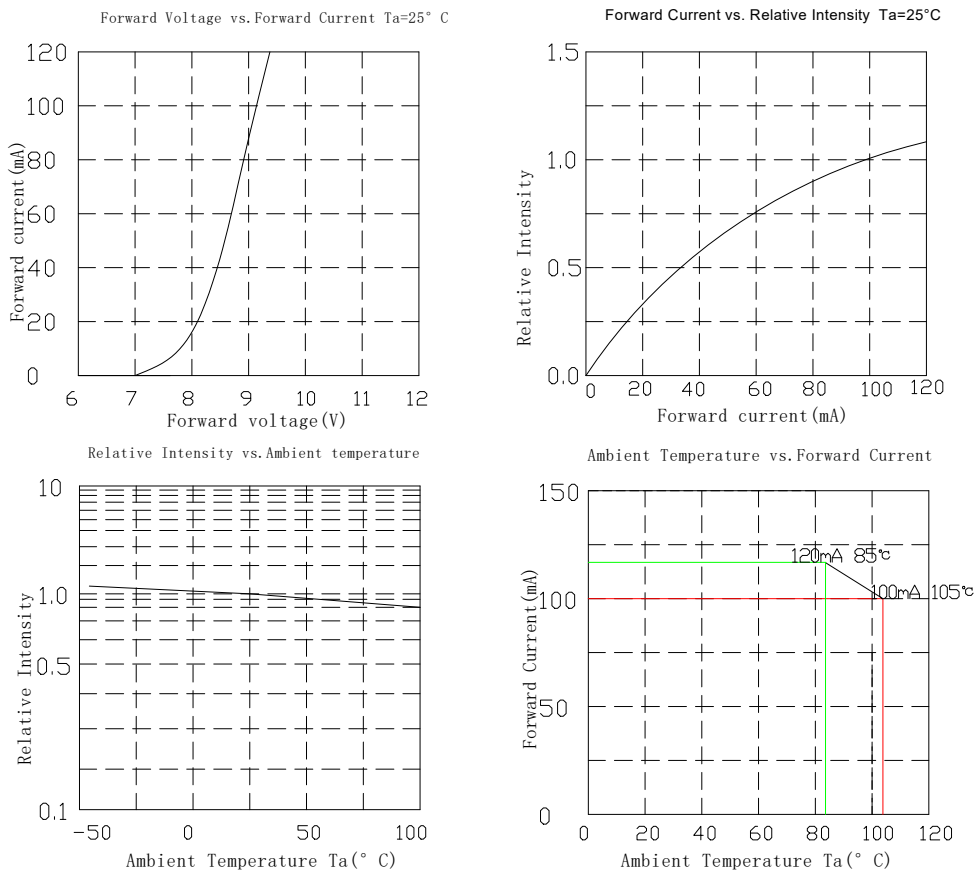 Forward Voltage vs.Forward Current Ta=25° C
120
100
80
60
40
20
0
Forward current(mA)
6 7 8 9 10 11 12
Forward voltage(V)
Forward Current vs. Relative Intensity Ta=25°C
1.5
1.0
0.5
0.0
Relative Intensity
0 20 40 60 80 100 120
Forward current(mA)
Relative Intensity vs.Ambient temperature
10
1.0
0.5
0.1
Relative Intensity
-50 0 50 100
Ambient Temperature Ta(° C)
Ambient Temperature vs.Forward Current
150
100
50
0
Forward Current(mA)
120mA 85℃
100mA 105℃
0 20 40 60 80 100 120
Ambient Temperature Ta(° C)